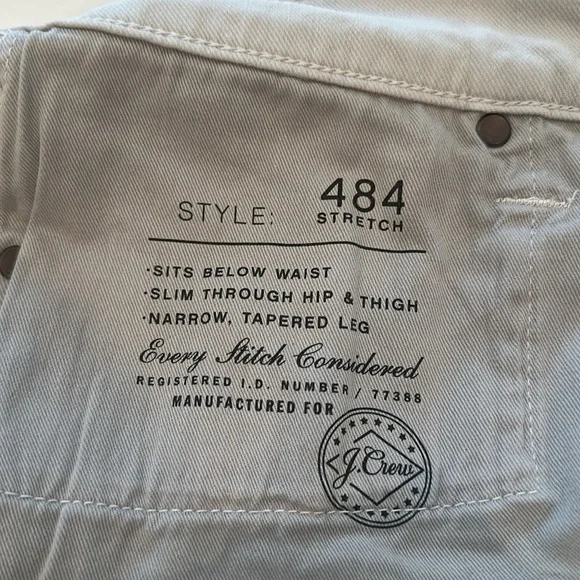 STYLE: 484
STRETCH
·SITS BELOW WAIST
·SLIM THROUGH HIP & THIGH
·NARROW, TAPERED LEG
Every Stitch Considered
REGISTERED I.D. NUMBER / 77388
MANUFACTURED FOR
J.Crew